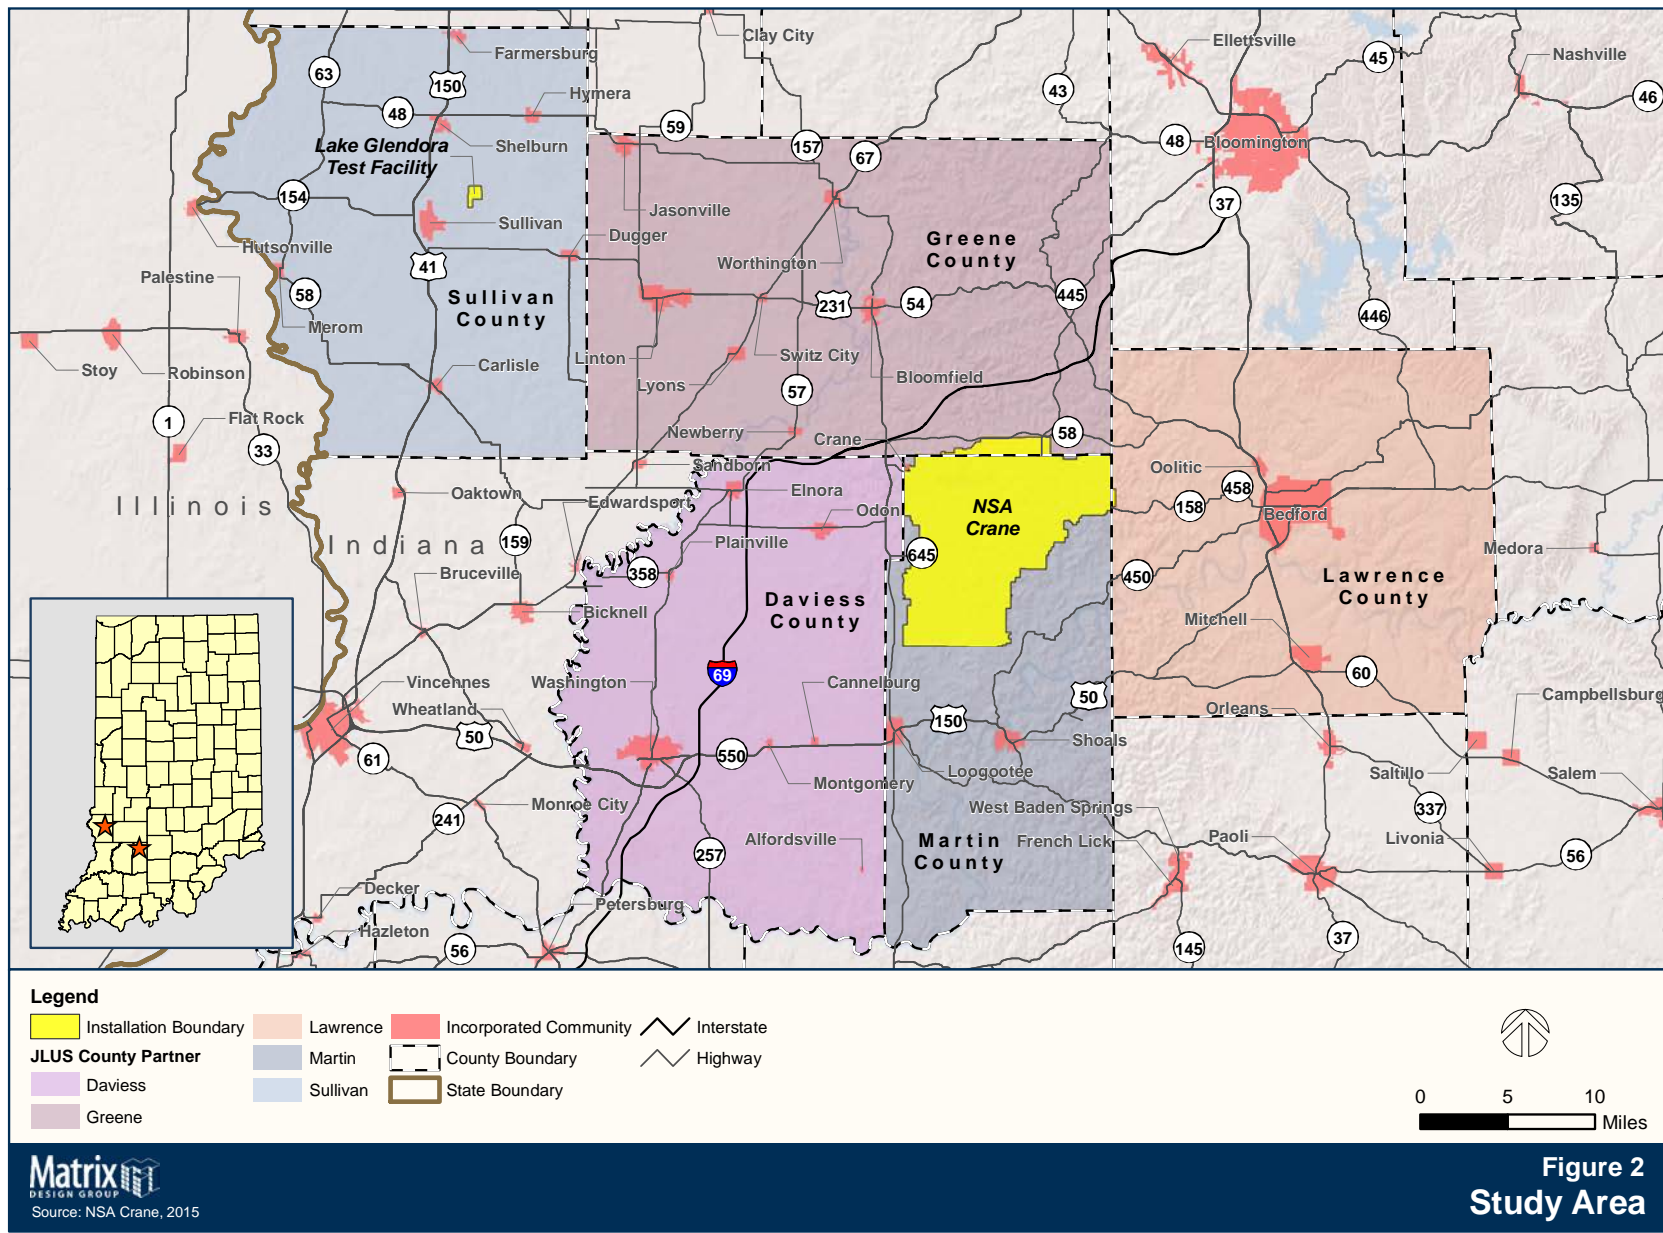 Clay City
Ellettsville
Nashville
Farmersburg
63
150
45
43
46
Hymera
48
59
Shelburn
Lake Glendora
Test Facility
157
67
48
Bloomington
154
Jasonville
37
135
Sullivan
Hutsonville
Dugger
Greene
County
Worthington
Palestine
41
58
Sullivan
County
231
54
445
446
Merom
Stoy
Robinson
Linton
Switz City
Carlisle
Lyons
Bloomfield
57
1
Flat Rock
33
Newberry
Crane
58
Sandborn
Oolitic
Illinois
Oaktown
Edwardsport
Elnora
Odon
NSA
Crane
158
458
Bedford
Indiana
159
Plainville
645
Medora
Bruceville
358
450
Lawrence
County
Daviess
County
Bicknell
Mitchell
69
60
Vincennes
Washington
Cannelburg
50
Campbellsburg
Wheatland
50
150
Orleans
61
550
Shoals
Montgomery
Loogootee
Saltillo
Salem
241
Monroe City
West Baden Springs
337
257
Alfordsville
Martin
County
French Lick
Paoli
Livonia
56
Decker
Petersburg
Hazleton
56
145
37
Legend
Installation Boundary
JLUS County Partner
Daviess
Greene
Lawrence
Martin
Sullivan
Incorporated Community
County Boundary
State Boundary
Interstate
Highway
0 5 10
Miles
Matrix
DESIGN GROUP
Source: NSA Crane, 2015
Figure 2
Study Area